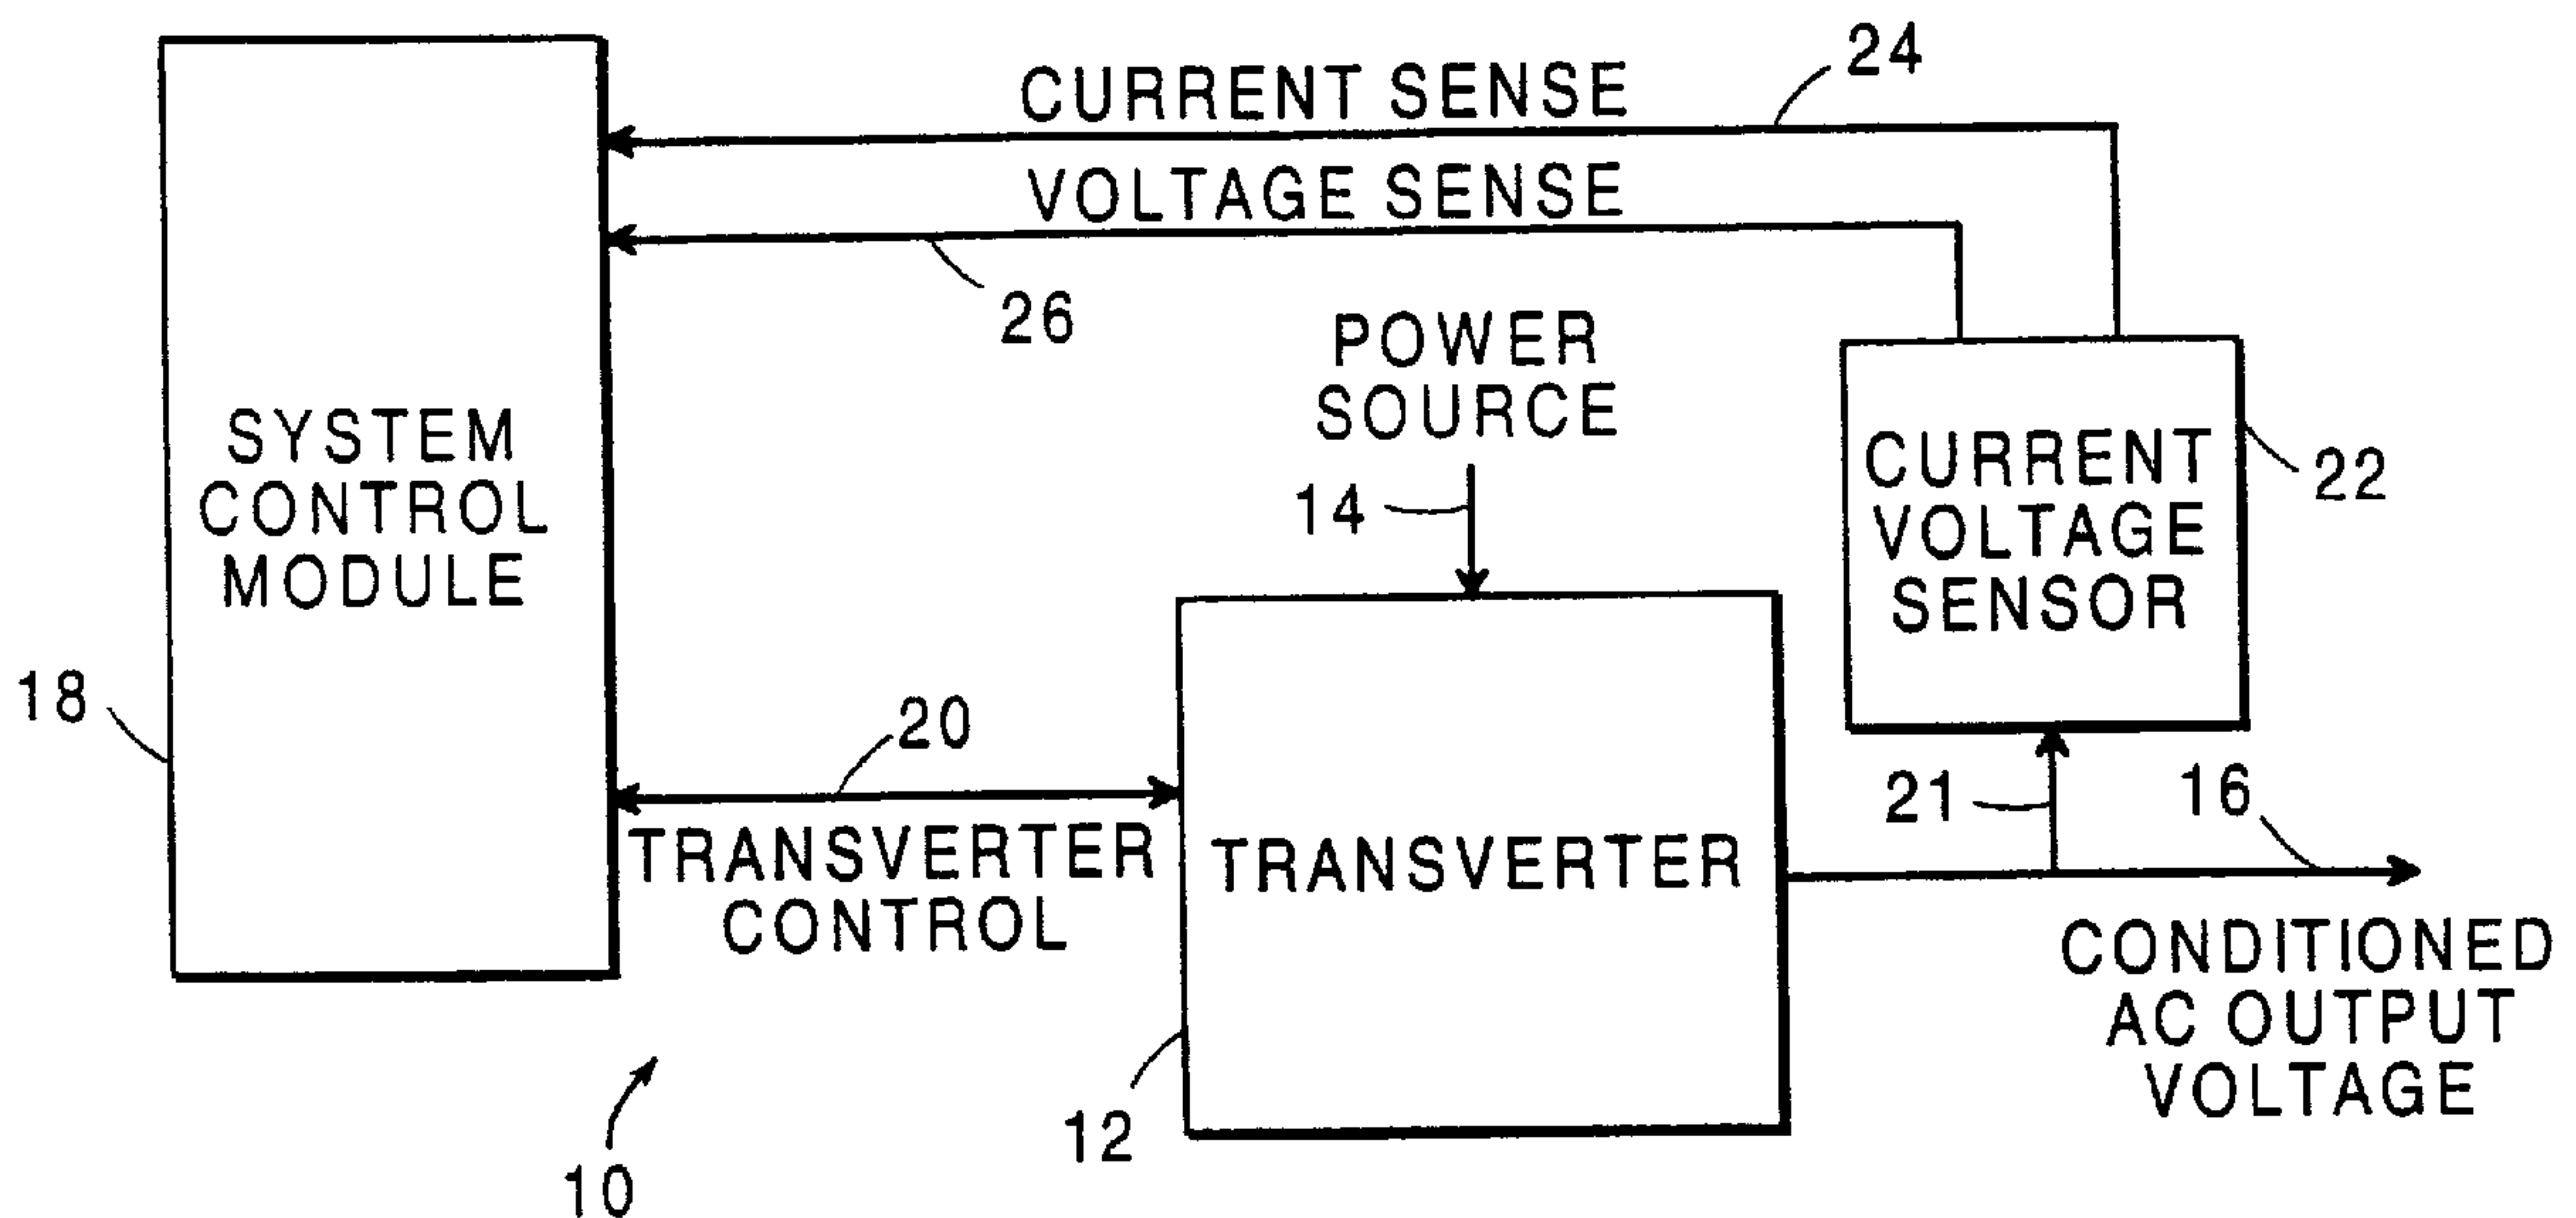 24
CURRENT SENSE
VOLTAGE SENSE
26
POWER
SOURCE
14
SYSTEM
CONTROL
MODULE
CURRENT
VOLTAGE
SENSOR
22
18
20
TRANSVERTER
CONTROL
TRANSVERTER
21
16
CONDITIONED
AC OUTPUT
VOLTAGE
12
10